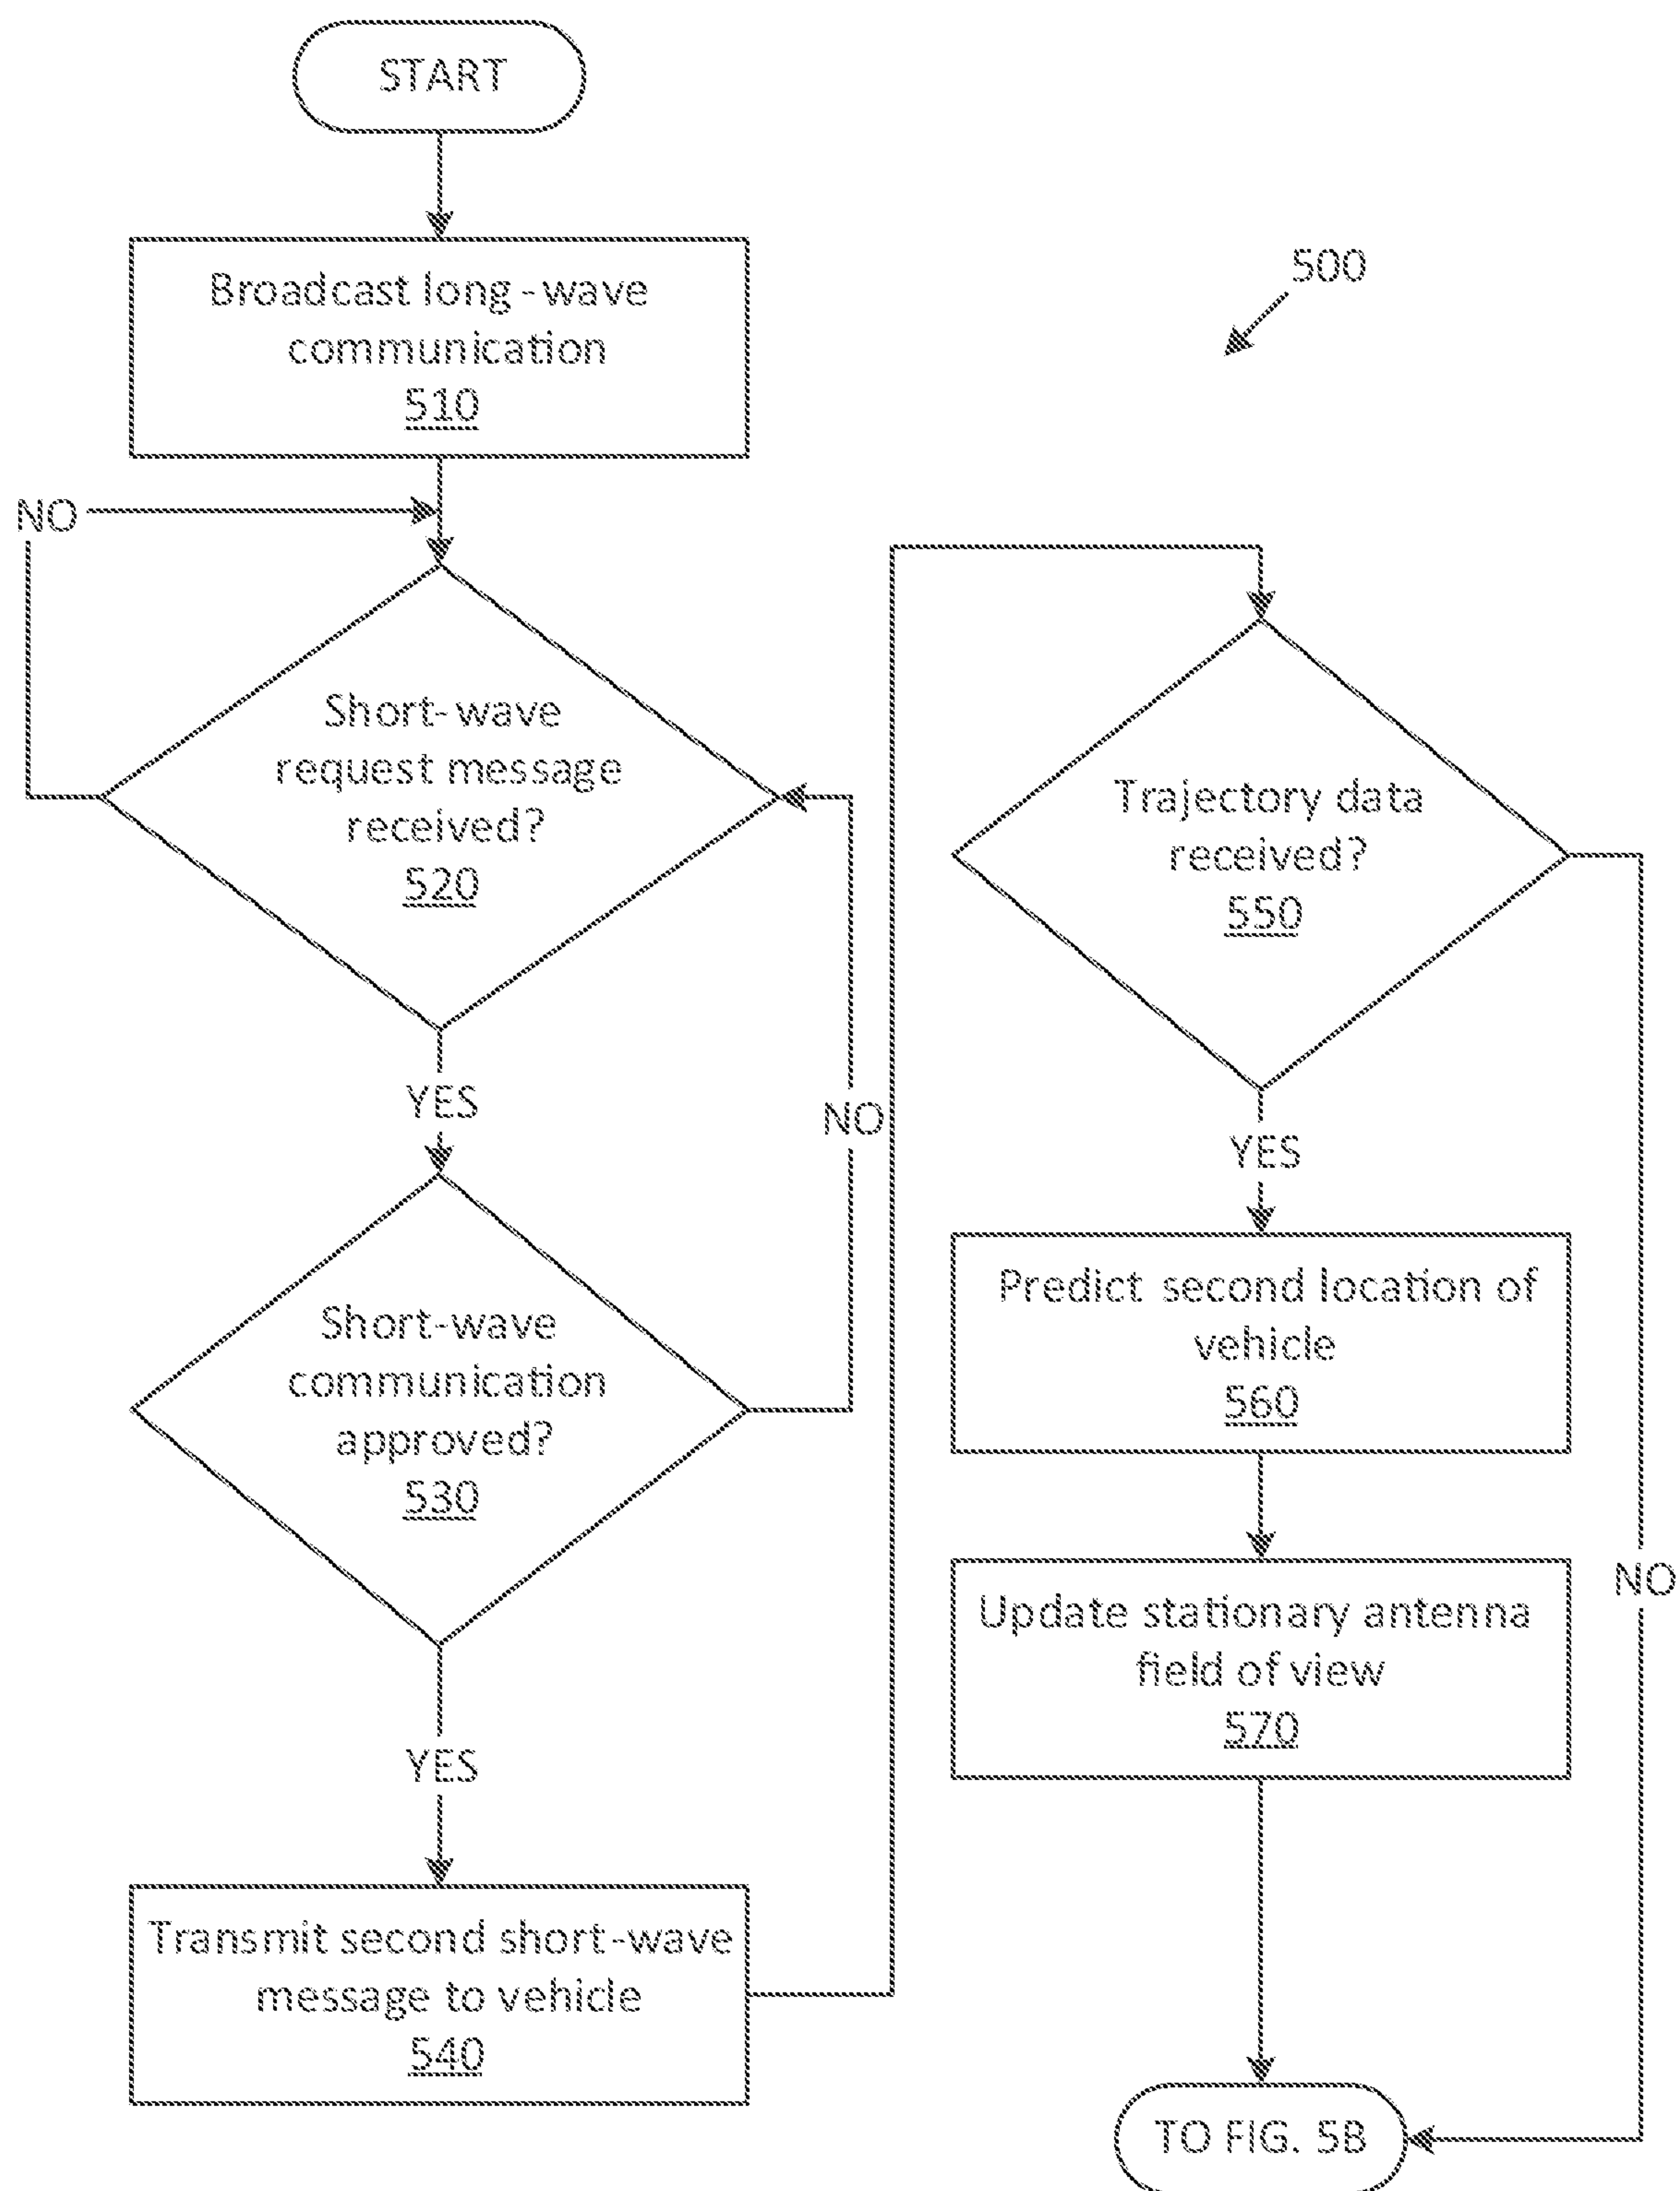 START
Broadcast long-wave
communication
510
NO
Short-wave
request message
received?
520
YES
NO
Short-wave
communication
approved?
530
YES
Transmit second short-wave
message to vehicle
540
500
Trajectory data
received?
550
YES
Predict second location of
vehicle
560
NO
Update stationary antenna
field of view
570
TO FIG. 5B